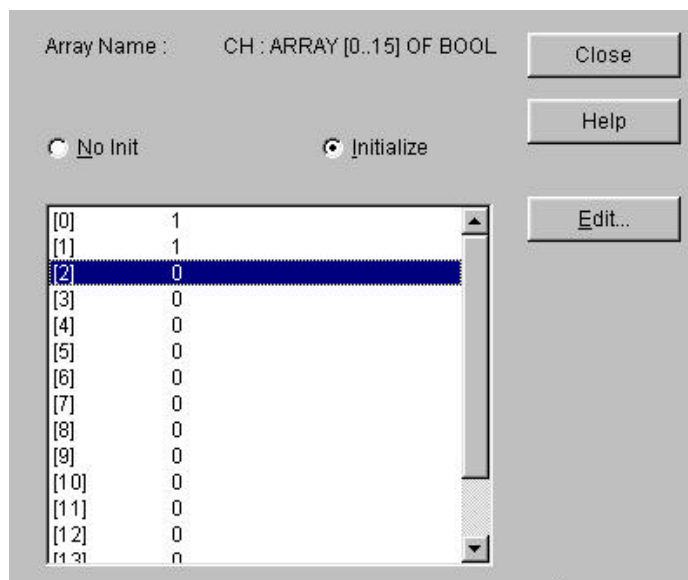 Array Name : CH : ARRAY [0..15] OF BOOL
Close
Help
No Init
Initialize
Edit...
[0] 1
[1] 1
[2] 0
[3] 0
[4] 0
[5] 0
[6] 0
[7] 0
[8] 0
[9] 0
[10] 0
[11] 0
[12] 0
[13] 0